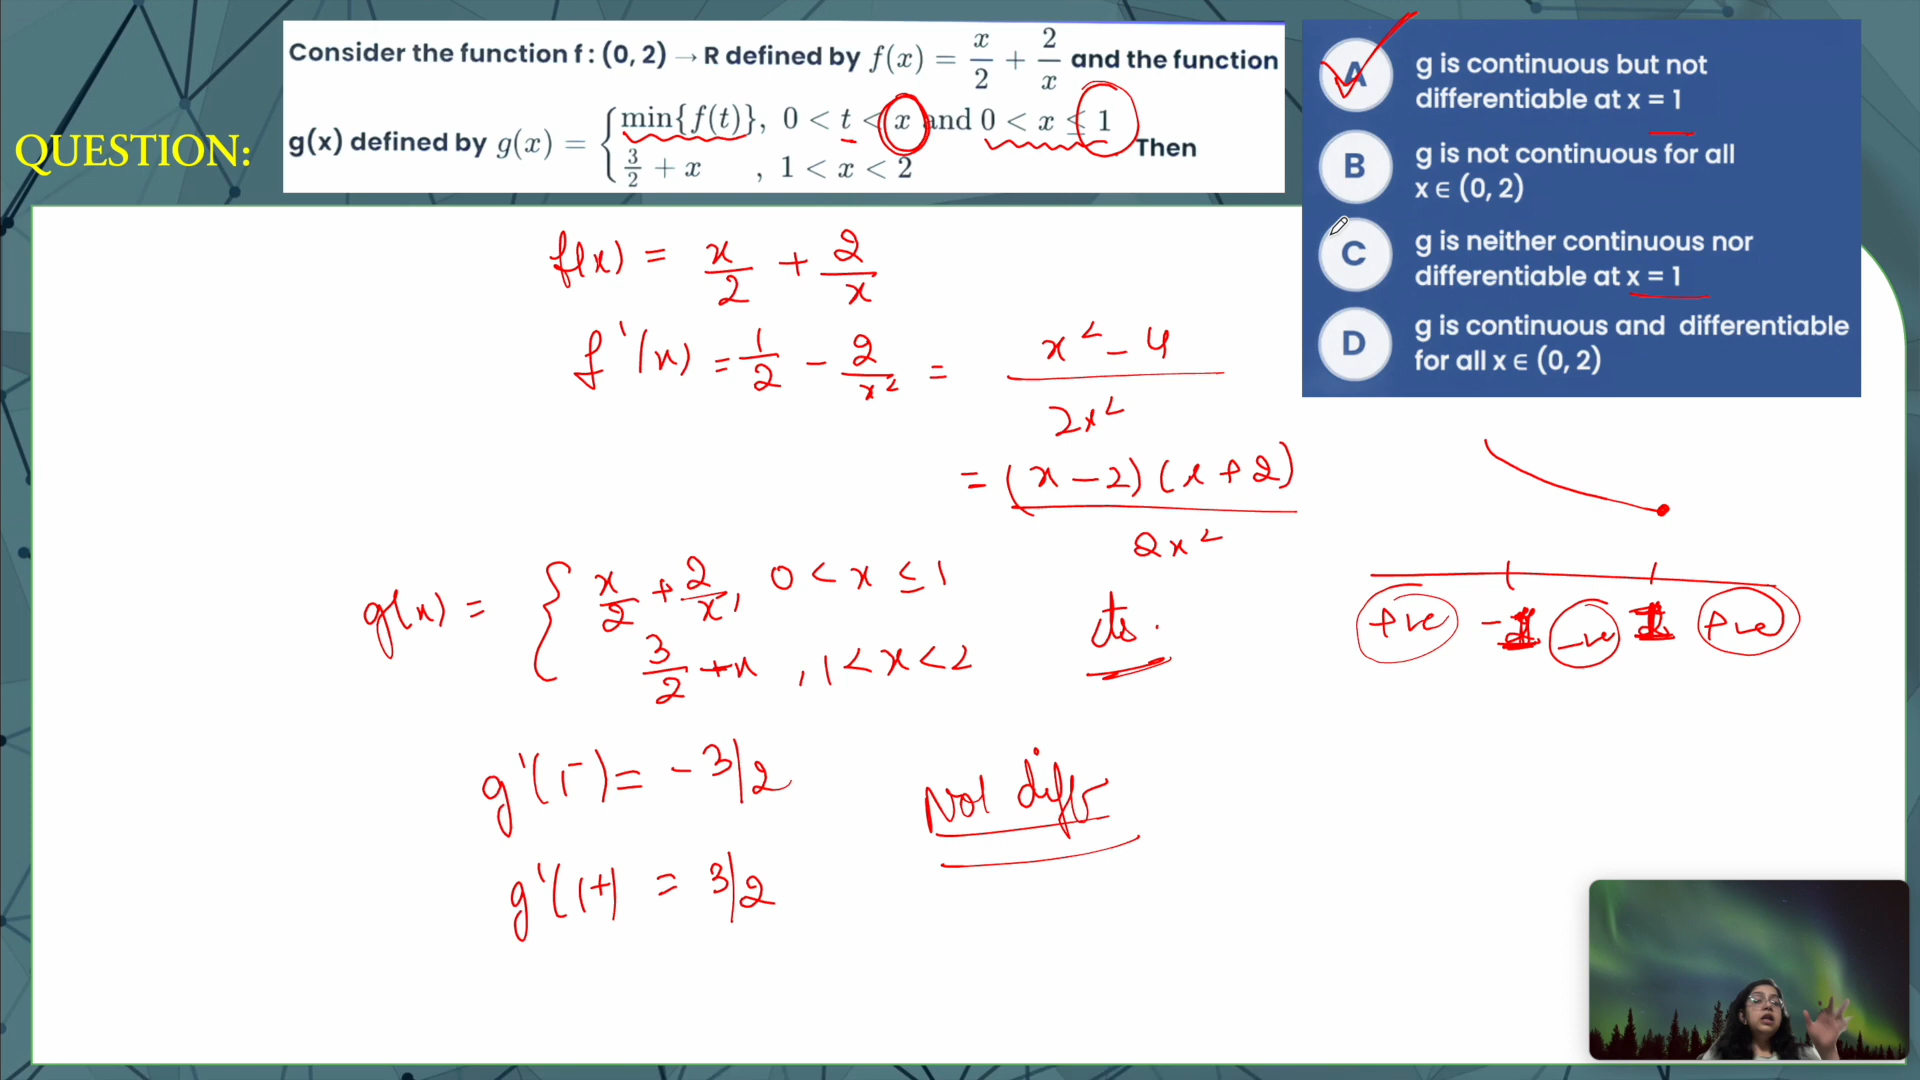 QUESTION:
Consider the function f : (0, 2) → R defined by f(x) = x/2 + 2/x and the function
g(x) defined by g(x) = { min{f(t)}, 0 < t < x and 0 < x ≤ 1 Then
3/2 + x , 1 < x < 2
A g is continuous but not
differentiable at x = 1
B g is not continuous for all
x ∈ (0, 2)
C g is neither continuous nor
differentiable at x = 1
D g is continuous and differentiable
for all x ∈ (0, 2)
f(x) = x/2 + 2/x
f'(x) = 1/2 - 2/x² = x² - 4 / 2x²
= (x - 2)(x + 2) / 2x²
g(x) = { x/2 + 2/x, 0 < x ≤ 1
3/2 + x , 1 < x < 2
cts.
+ve -2 -ve 2 +ve
g'(1⁻) = - 3/2
Not diff
g'(1+) = 3/2